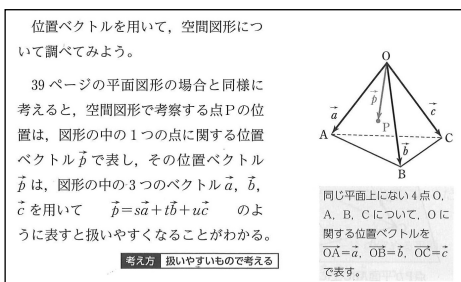 位置ベクトルを用いて，空間図形につ
いて調べてみよう。
39 ページの平面図形の場合と同様に
考えると，空間図形で考察する点Pの位
置は，図形の中の1つの点に関する位置
ベクトル p⃗ で表し，その位置ベクトル
p⃗ は，図形の中の3つのベクトル a⃗，b⃗，
c⃗ を用いて　p⃗=sa⃗+tb⃗+uc⃗　のよ
うに表すと扱いやすくなることがわかる。
考え方 扱いやすいもので考える
O
a⃗
p⃗
c⃗
P
A
b⃗
C
B
同じ平面上にない4点O，
A，B，Cについて，Oに
関する位置ベクトルを
OA⃗=a⃗，OB⃗=b⃗，OC⃗=c⃗
で表す。